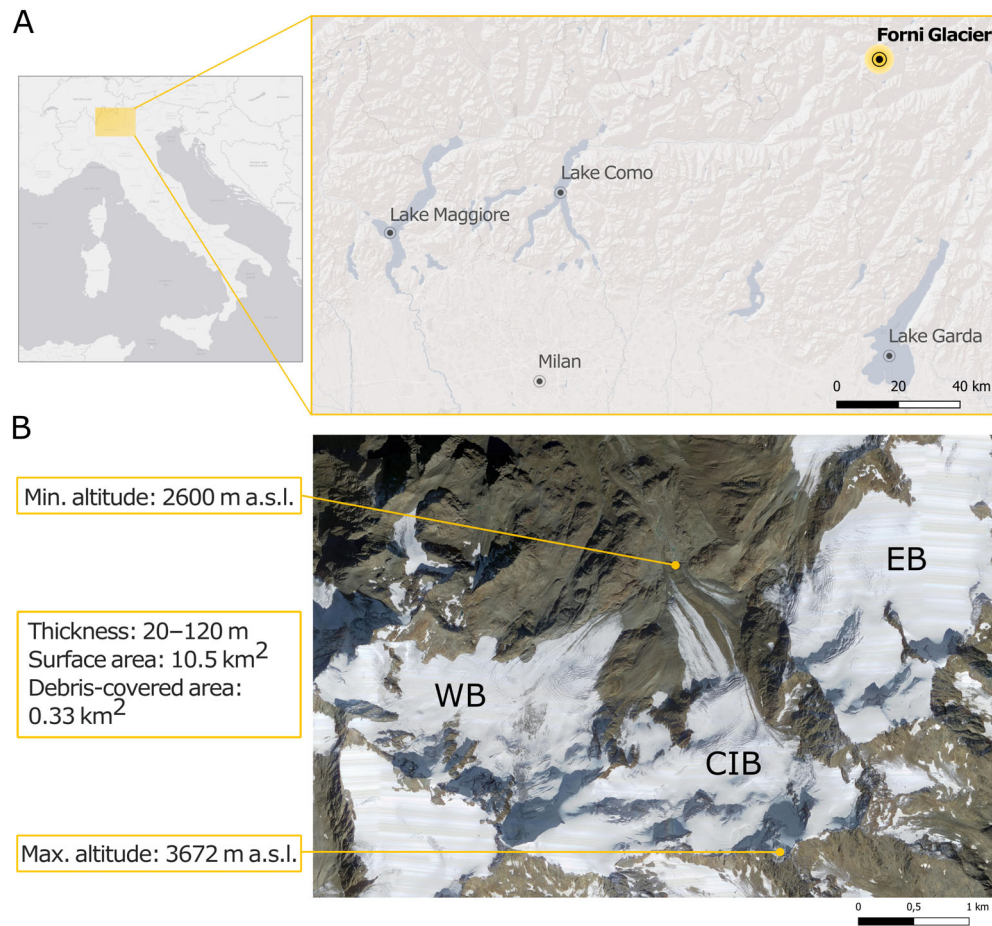 A
Forni Glacier
Lake Como
Lake Maggiore
Lake Garda
Milan
0 20 40 km
B
Min. altitude: 2600 m a.s.l.
EB
Thickness: 20–120 m
Surface area: 10.5 km²
Debris-covered area:
0.33 km²
WB
CIB
Max. altitude: 3672 m a.s.l.
0 0,5 1 km